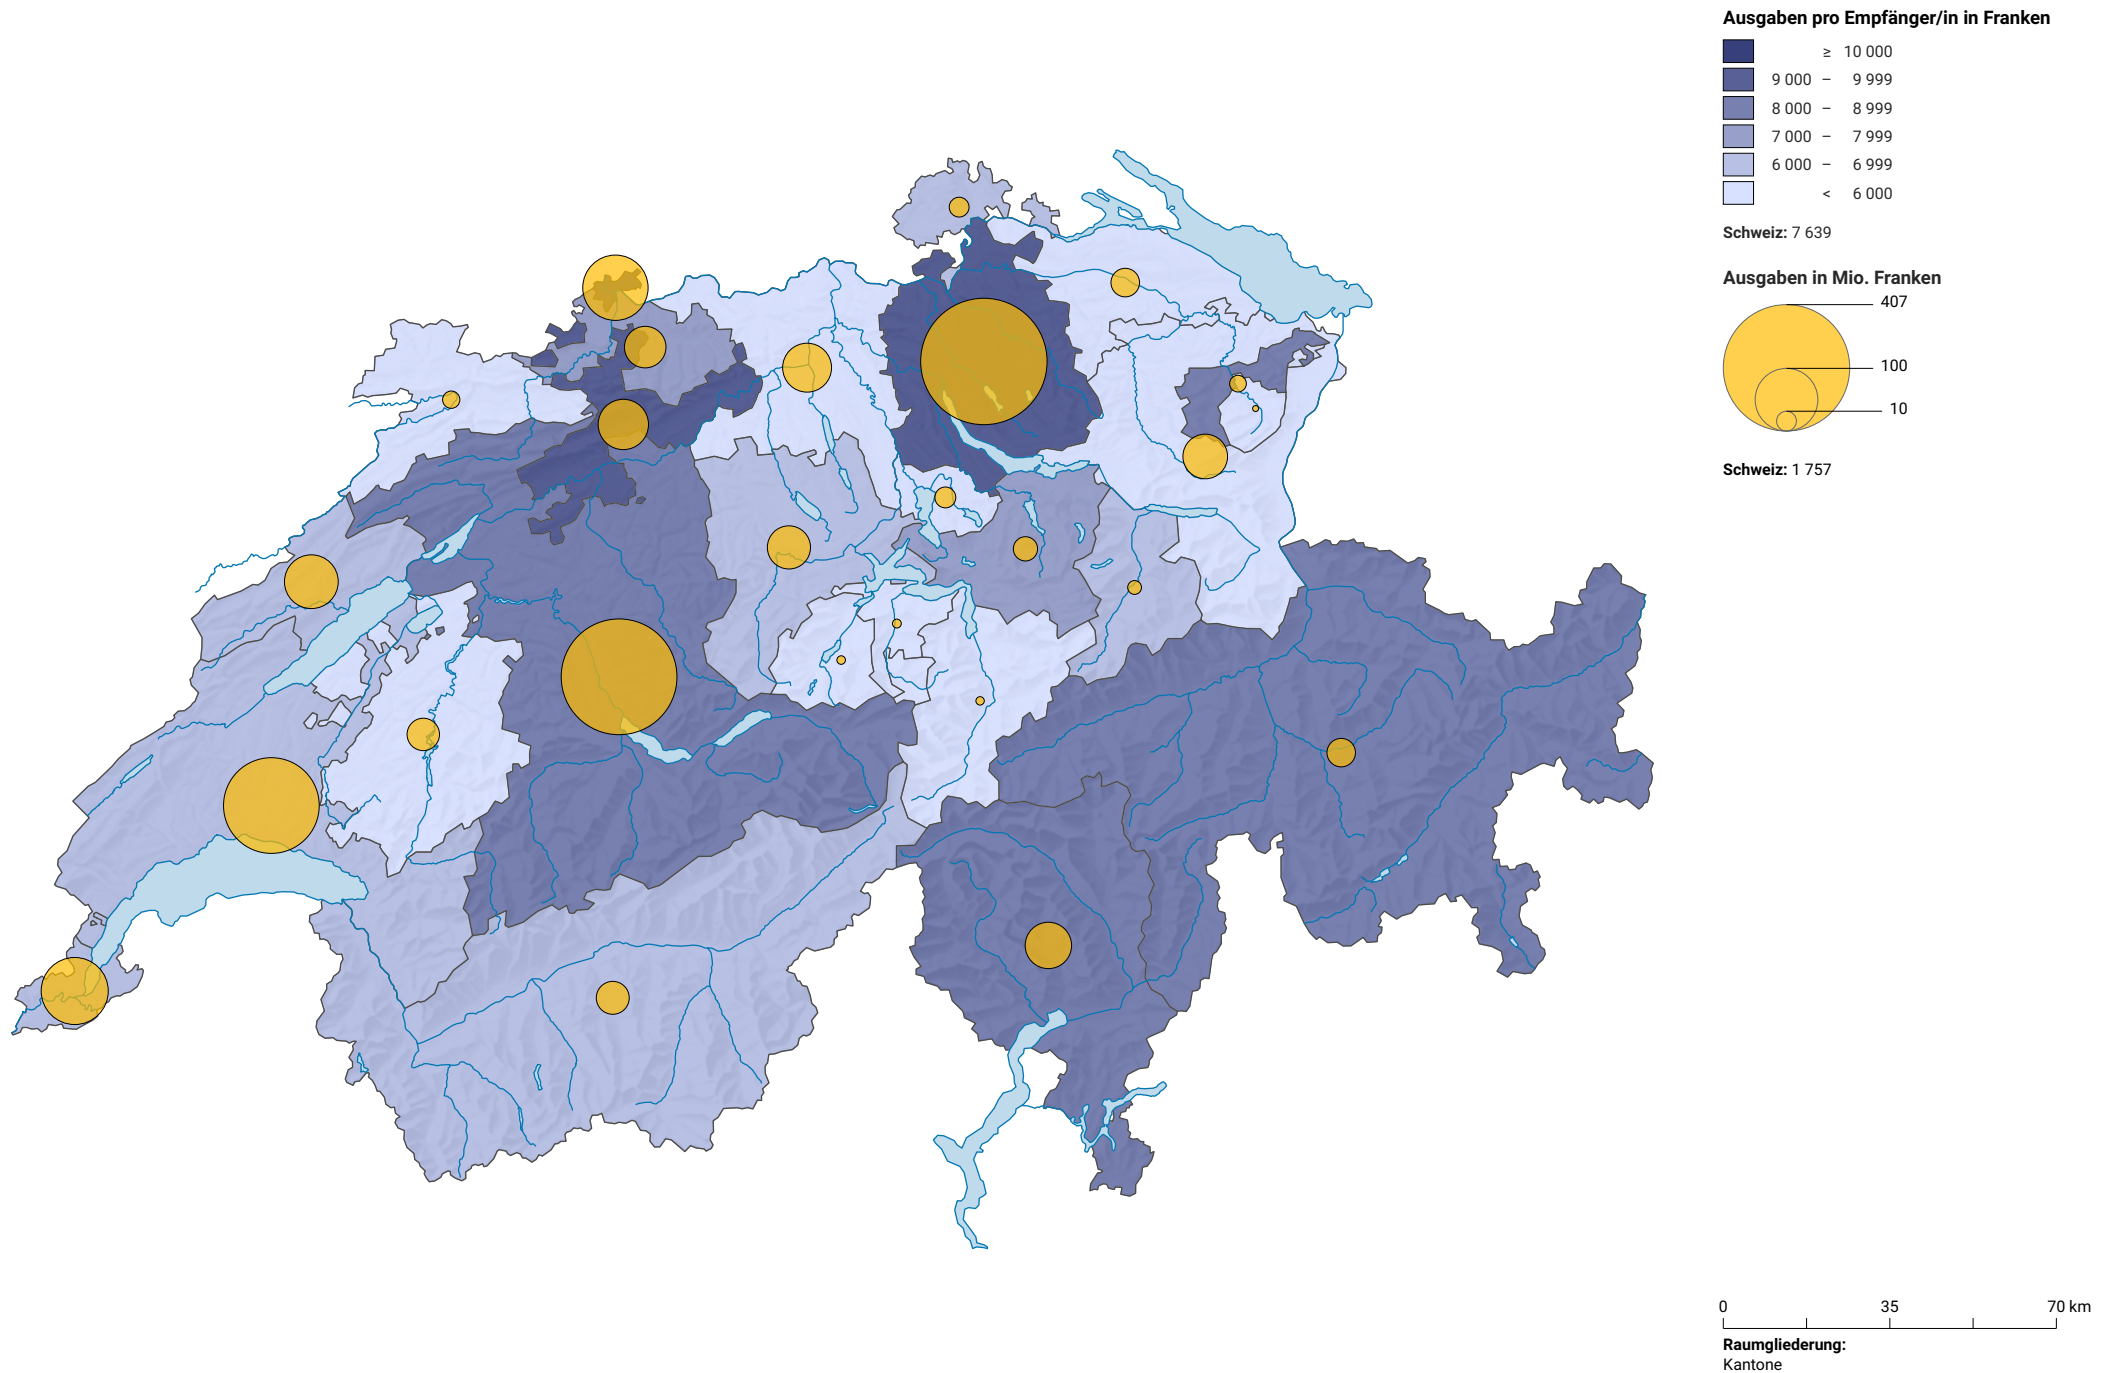 Ausgaben pro Empfänger/in in Franken
≥ 10 000
9 000 – 9 999
8 000 – 8 999
7 000 – 7 999
6 000 – 6 999
< 6 000
Schweiz: 7 639
Ausgaben in Mio. Franken
407
100
10
Schweiz: 1 757
0 35 70 km
Raumgliederung:
Kantone